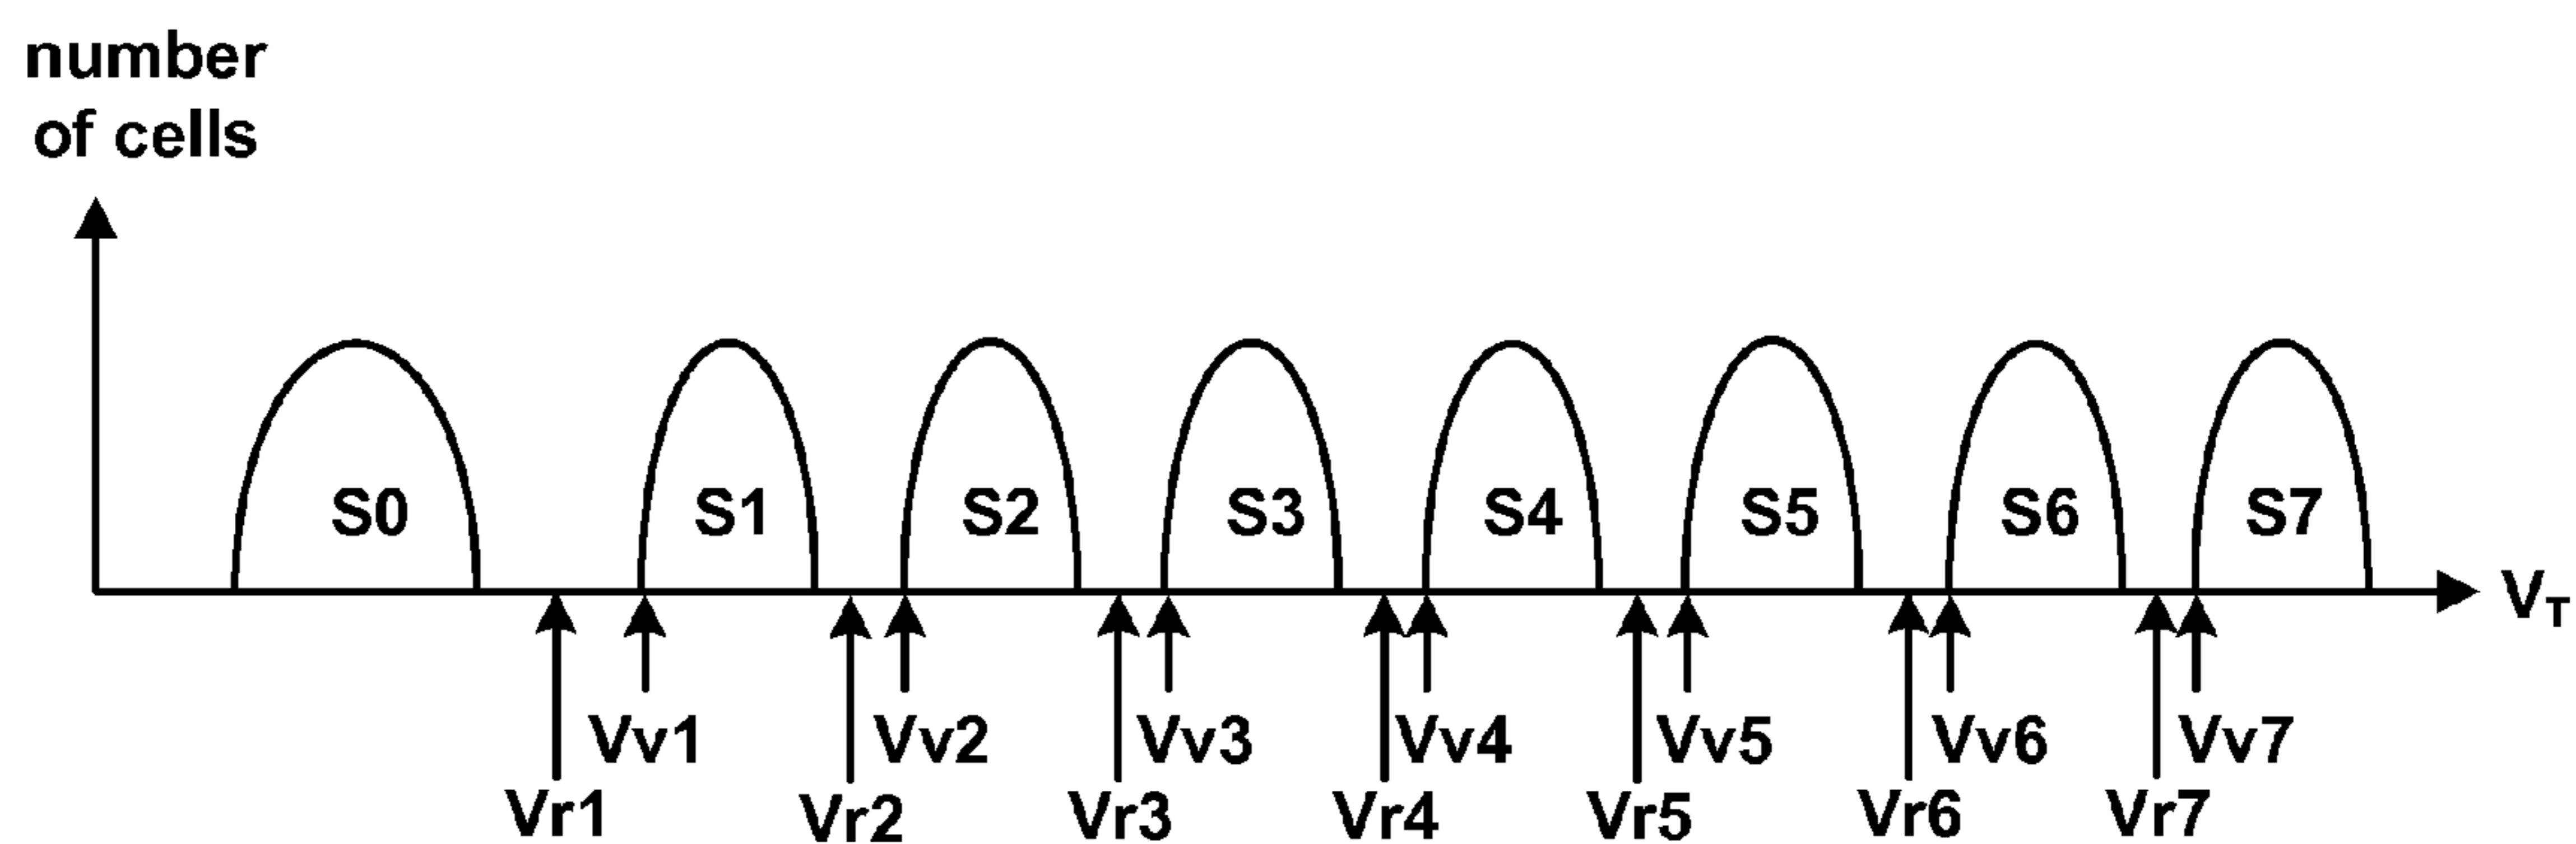 number
of cells
S0 S1 S2 S3 S4 S5 S6 S7
VT
Vv1 Vv2 Vv3 Vv4 Vv5 Vv6 Vv7
Vr1 Vr2 Vr3 Vr4 Vr5 Vr6 Vr7